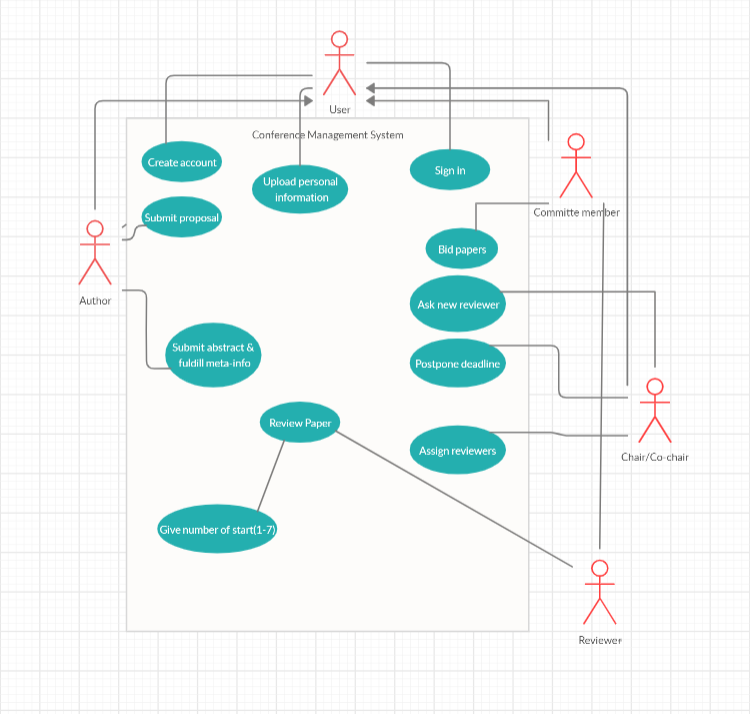 User
Conference Management System
Create account
Upload personal
information
Sign in
Submit proposal
Committe member
Bid papers
Author
Ask new reviewer
Submit abstract &
fuldill meta-info
Postpone deadline
Review Paper
Assign reviewers
Chair/Co-chair
Give number of start(1-7)
Reviewer